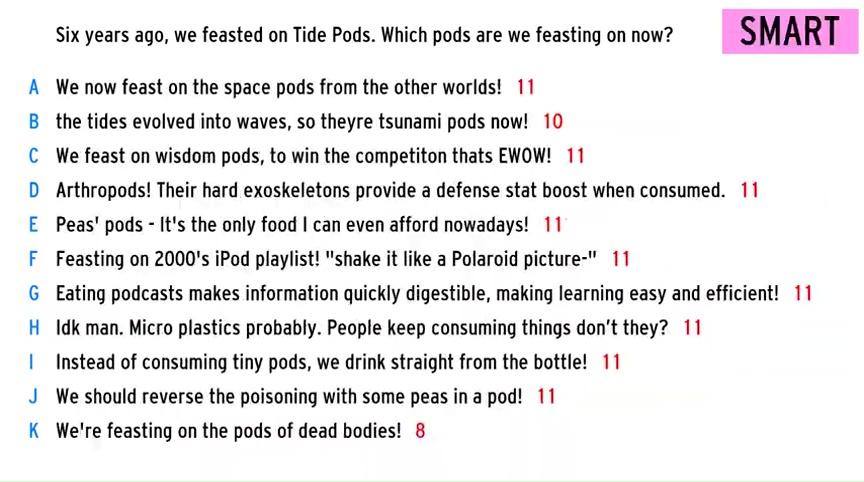 Six years ago, we feasted on Tide Pods. Which pods are we feasting on now?
SMART
A We now feast on the space pods from the other worlds! 11
B the tides evolved into waves, so theyre tsunami pods now! 10
C We feast on wisdom pods, to win the competiton thats EWOW! 11
D Arthropods! Their hard exoskeletons provide a defense stat boost when consumed. 11
E Peas' pods - It's the only food I can even afford nowadays! 11
F Feasting on 2000's iPod playlist! "shake it like a Polaroid picture-" 11
G Eating podcasts makes information quickly digestible, making learning easy and efficient! 11
H Idk man. Micro plastics probably. People keep consuming things don't they? 11
I Instead of consuming tiny pods, we drink straight from the bottle! 11
J We should reverse the poisoning with some peas in a pod! 11
K We're feasting on the pods of dead bodies! 8